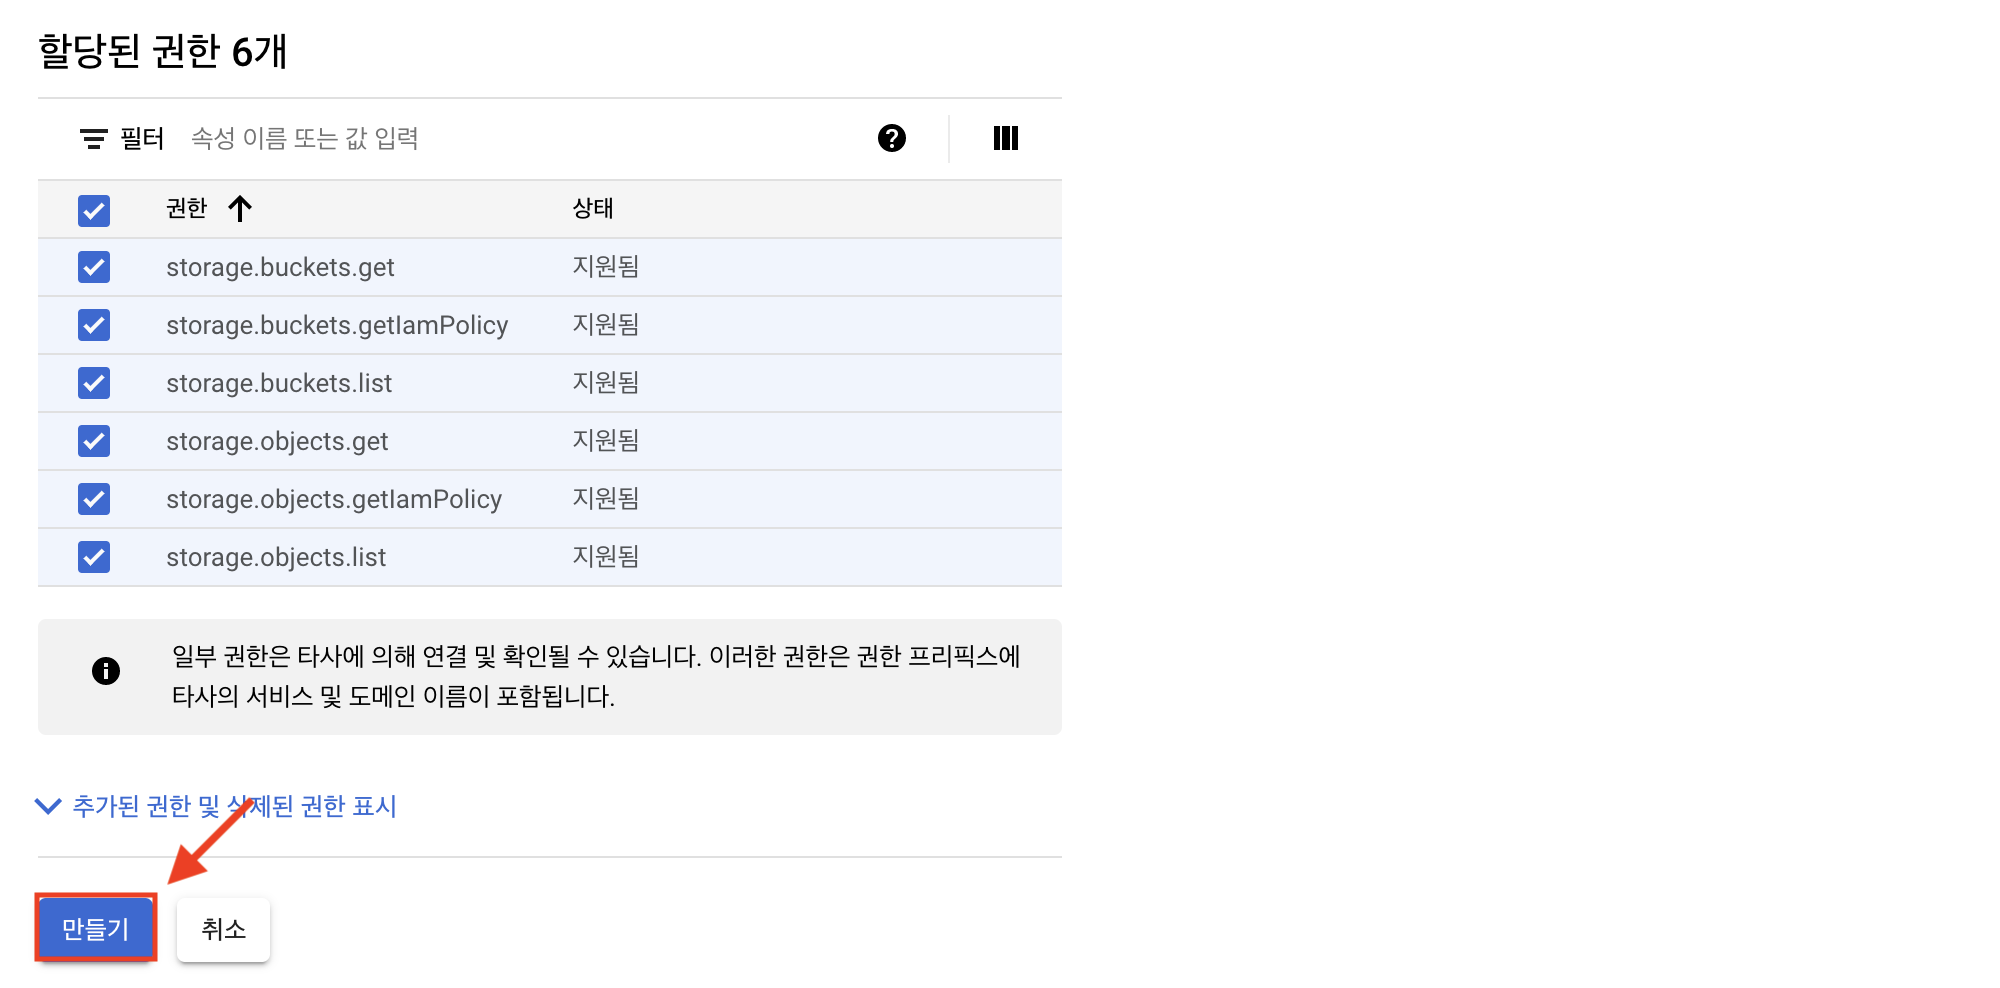 할당된 권한 6개
필터 속성 이름 또는 값 입력
권한 상태
storage.buckets.get 지원됨
storage.buckets.getIamPolicy 지원됨
storage.buckets.list 지원됨
storage.objects.get 지원됨
storage.objects.getIamPolicy 지원됨
storage.objects.list 지원됨
일부 권한은 타사에 의해 연결 및 확인될 수 있습니다. 이러한 권한은 권한 프리픽스에
타사의 서비스 및 도메인 이름이 포함됩니다.
추가된 권한 및 삭제된 권한 표시
만들기 취소